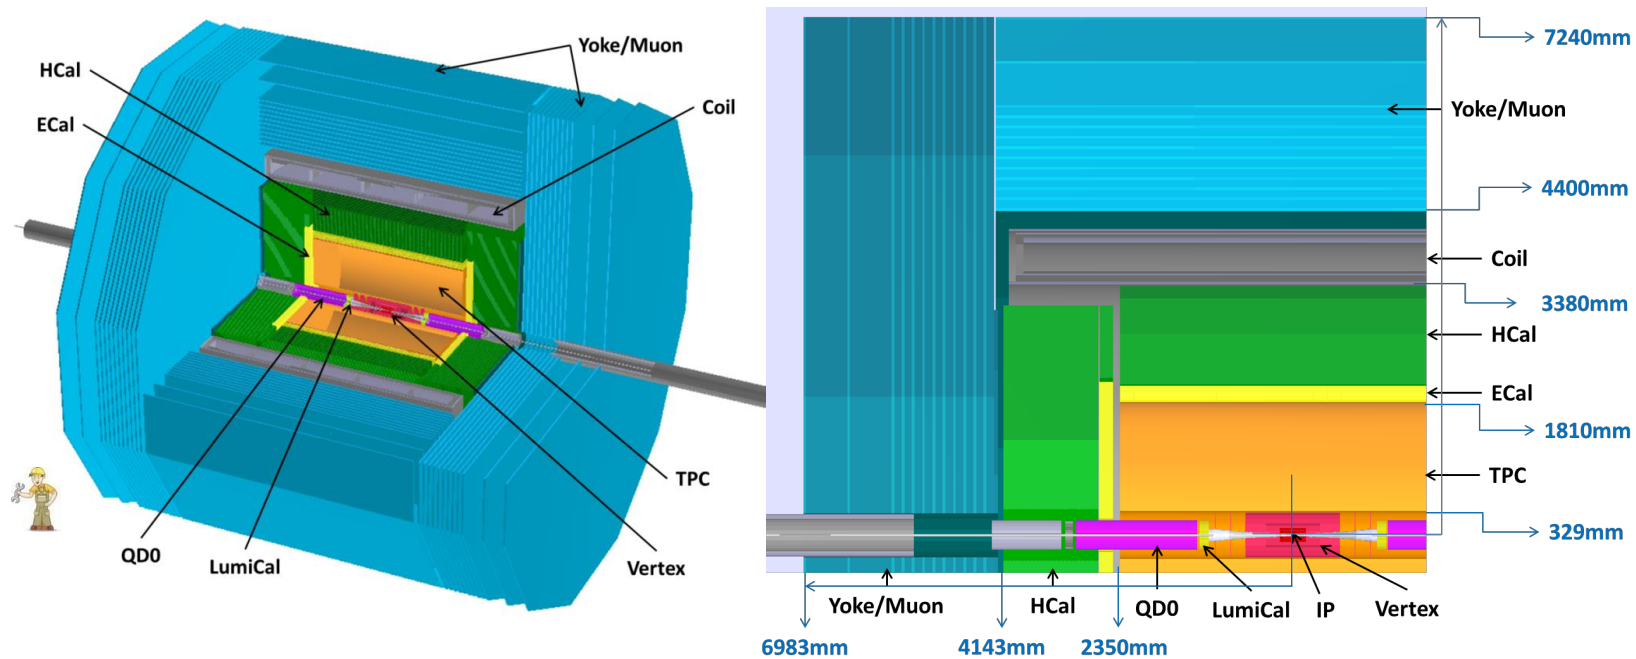 Yoke/Muon
HCal
Coil
ECal
TPC
QD0
LumiCal
Vertex
7240mm
Yoke/Muon
4400mm
Coil
3380mm
HCal
ECal
1810mm
TPC
329mm
Yoke/Muon
HCal
QD0
LumiCal
IP
Vertex
6983mm
4143mm
2350mm